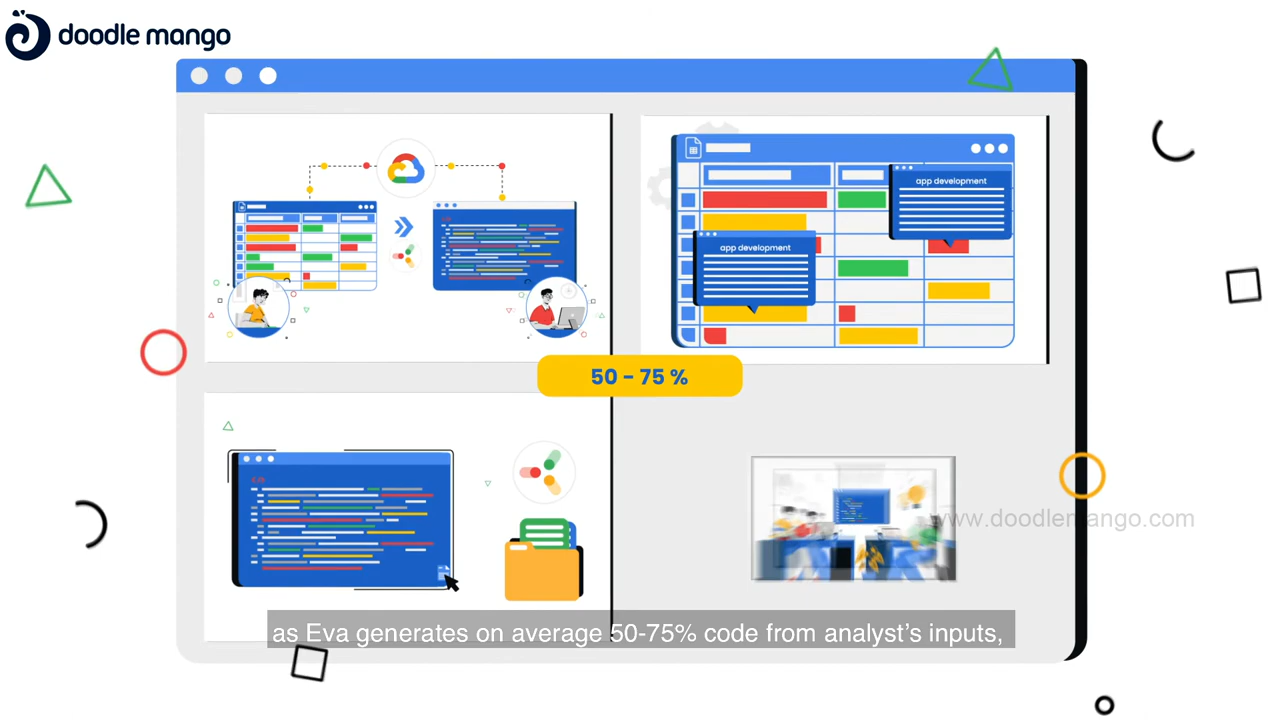 doodle mango
app development
app development
50 - 75 %
www.doodlemango.com
as Eva generates on average 50-75% code from analyst's inputs,